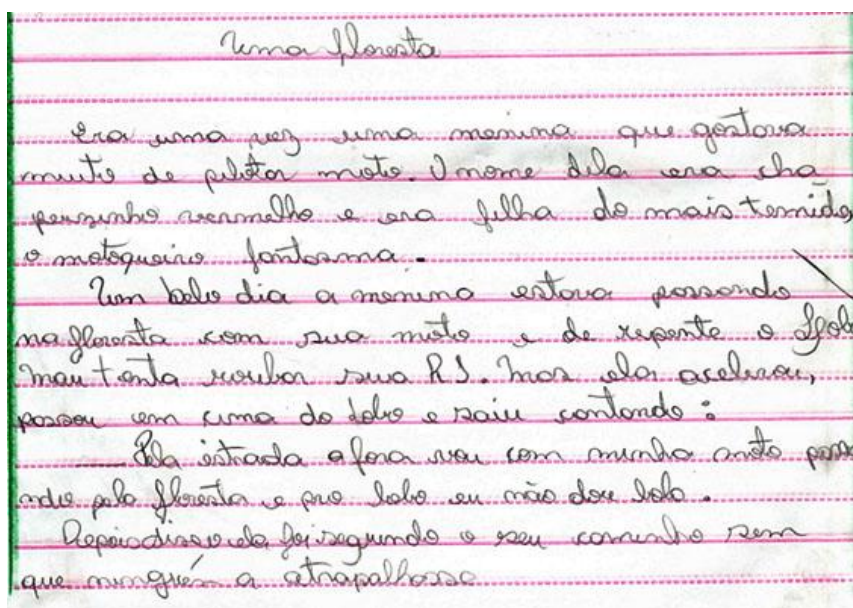 Uma floresta
Era uma vez uma menina que gostava
muito de pilotar moto. O nome dela era cha
peuzinho vermelho e era filha do mais temido,
o motoqueiro fantasma.
Um belo dia a menina estava passando
na floresta com sua moto e de repente o lobo
mau tenta roubar sua R1. Mas ela acelerou,
passou em cima do lobo e saiu cantando:
Pela estrada a fora vou com minha moto pass
ando pela floresta e pro lobo eu não dou bolo.
Depois disso ela foi seguindo o seu caminho sem
que ninguém a atrapalhasse